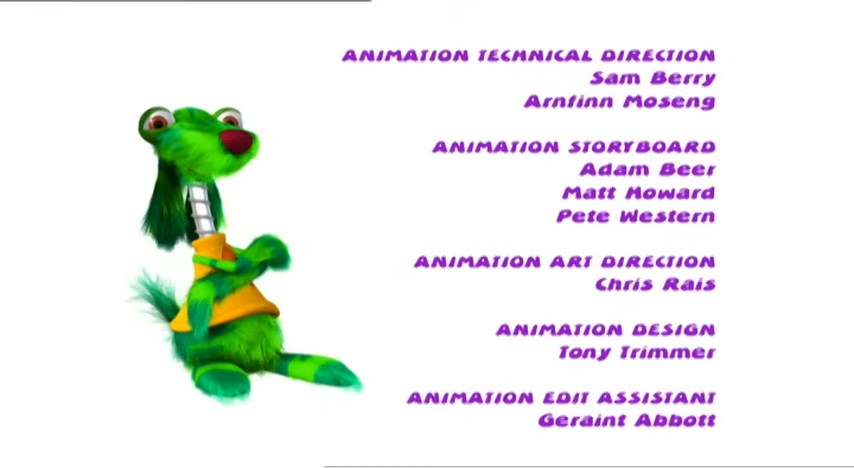 ANIMATION TECHNICAL DIRECTION
Sam Berry
Arnfinn Moseng
ANIMATION STORYBOARD
Adam Beer
Matt Howard
Pete Western
ANIMATION ART DIRECTION
Chris Rais
ANIMATION DESIGN
Tony Trimmer
ANIMATION EDIT ASSISTANT
Geraint Abbott